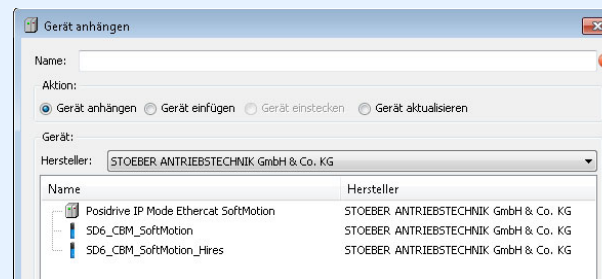 Gerät anhängen
Name:
Aktion:
Gerät anhängen Gerät einfügen Gerät einstecken Gerät aktualisieren
Gerät:
Hersteller: STOEBER ANTRIEBSTECHNIK GmbH & Co. KG
Name Hersteller
Posidrive IP Mode Ethercat SoftMotion STOEBER ANTRIEBSTECHNIK GmbH & Co. KG
SD6_CBM_SoftMotion STOEBER ANTRIEBSTECHNIK GmbH & Co. KG
SD6_CBM_SoftMotion_Hires STOEBER ANTRIEBSTECHNIK GmbH & Co. KG